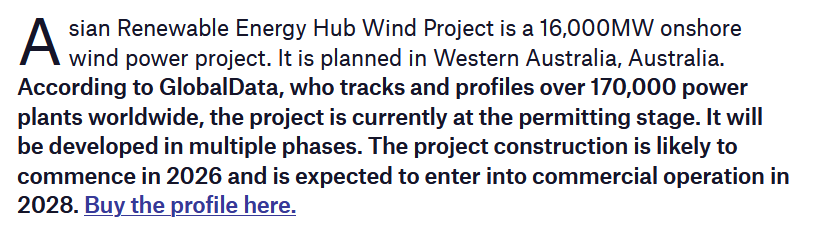 Asian Renewable Energy Hub Wind Project is a 16,000MW onshore
wind power project. It is planned in Western Australia, Australia.
According to GlobalData, who tracks and profiles over 170,000 power
plants worldwide, the project is currently at the permitting stage. It will
be developed in multiple phases. The project construction is likely to
commence in 2026 and is expected to enter into commercial operation in
2028. Buy the profile here.